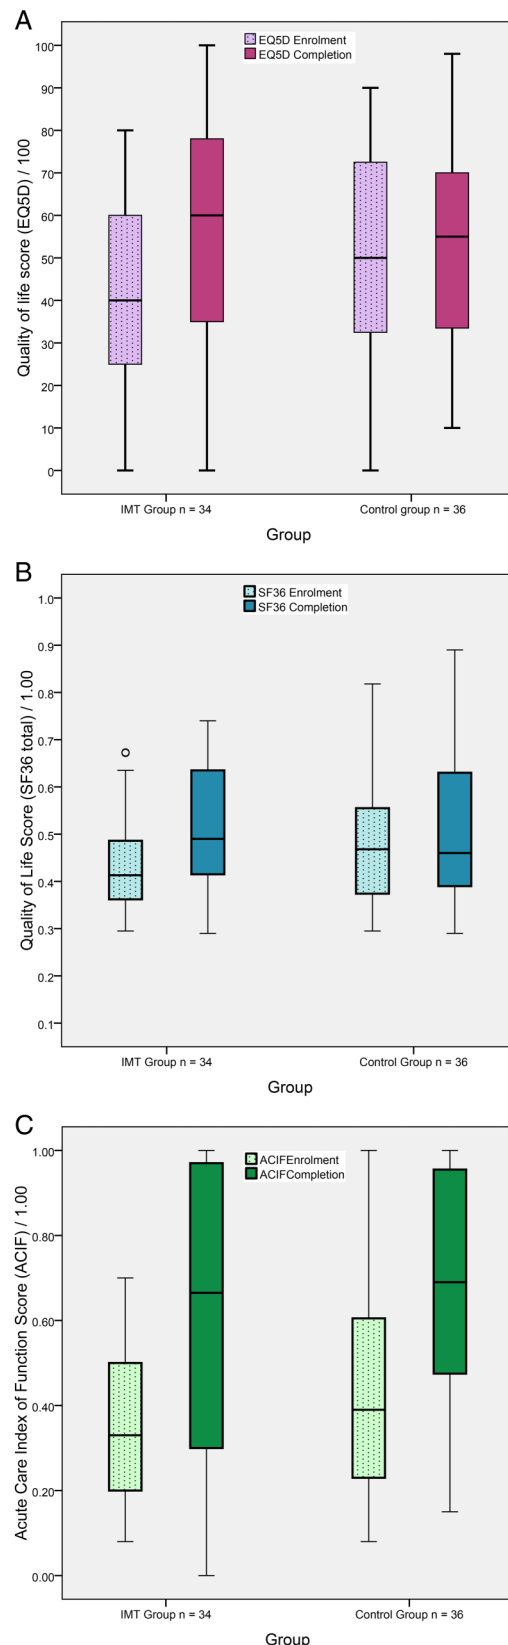 A
EQ5D Enrolment
EQ5D Completion
Quality of life score (EQ5D) / 100
100
90
80
70
60
50
40
30
20
10
0
IMT Group n = 34
Control group n = 36
Group
B
SF36 Enrolment
SF36 Completion
Quality of Life Score (SF36 total) / 1.00
1.0
0.9
0.8
0.7
0.6
0.5
0.4
0.3
0.2
0.1
IMT Group n = 34
Control Group n = 36
Group
C
ACIFEnrolment
ACIFCompletion
Acute Care Index of Function Score (ACIF) / 1.00
1.00
0.80
0.60
0.40
0.20
0.00
IMT Group n = 34
Control Group n = 36
Group